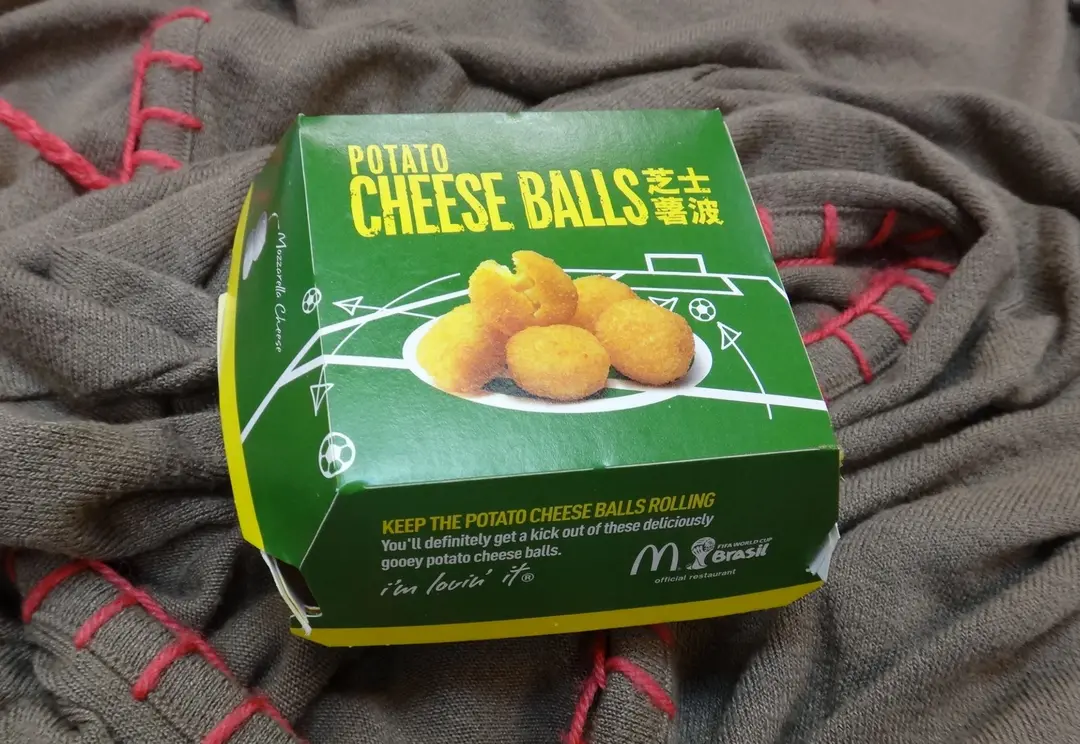 POTATO
CHEESE BALLS
芝士
薯波
Mozzarella Cheese
KEEP THE POTATO CHEESE BALLS ROLLING
You'll definitely get a kick out of these deliciously
gooey potato cheese balls.
i'm lovin' it®
FIFA WORLD CUP
Brasil
official restaurant